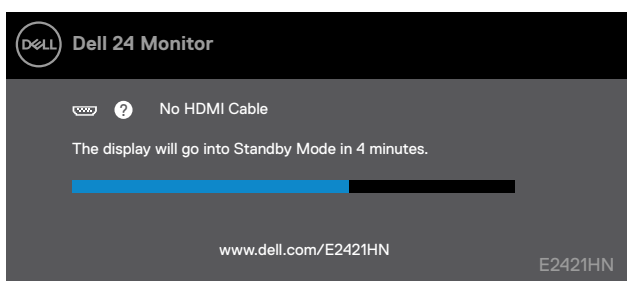 DELL Dell 24 Monitor
? No HDMI Cable
The display will go into Standby Mode in 4 minutes.
www.dell.com/E2421HN
E2421HN